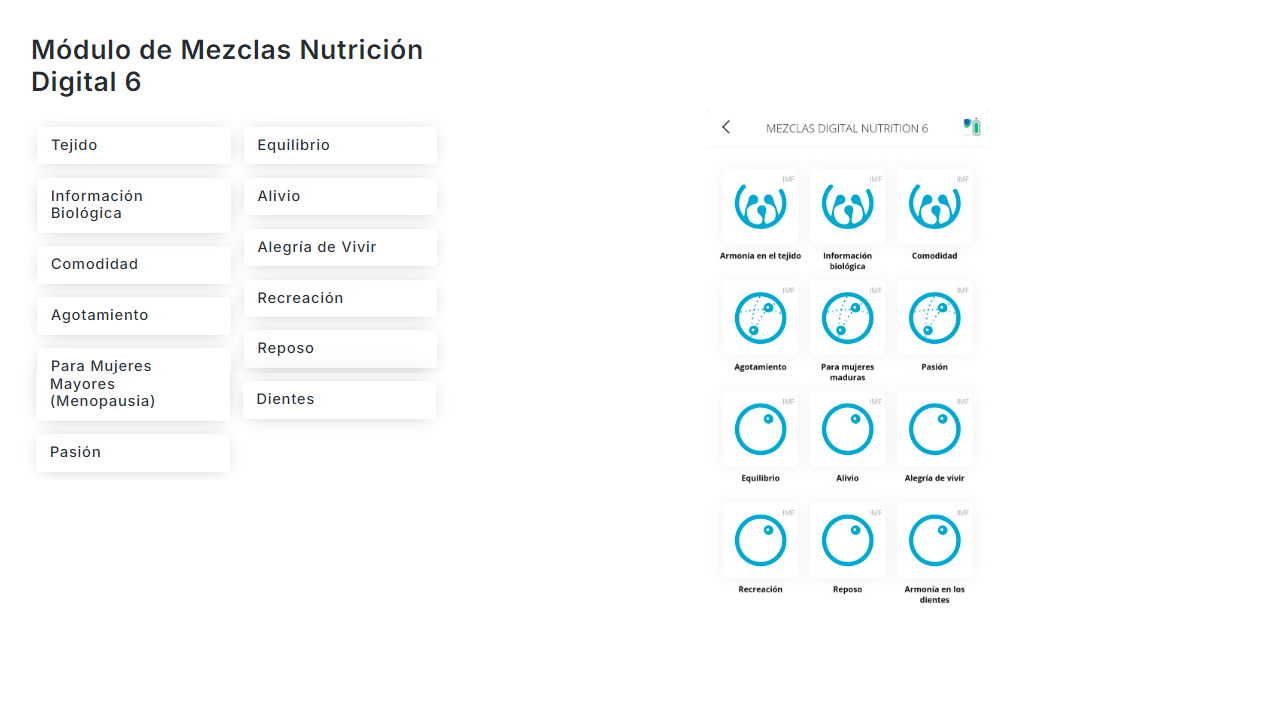 Módulo de Mezclas Nutrición
Digital 6
Tejido
Información
Biológica
Comodidad
Agotamiento
Para Mujeres
Mayores
(Menopausia)
Pasión
Equilibrio
Alivio
Alegría de Vivir
Recreación
Reposo
Dientes
MEZCLAS DIGITAL NUTRITION 6
IMF
IMF
IMF
Armonía en el tejido
Información
biológica
Comodidad
IMF
IMF
IMF
Agotamiento
Para mujeres
maduras
Pasión
IMF
IMF
IMF
Equilibrio
Alivio
Alegría de vivir
IMF
IMF
IMF
Recreación
Reposo
Armonía en los
dientes